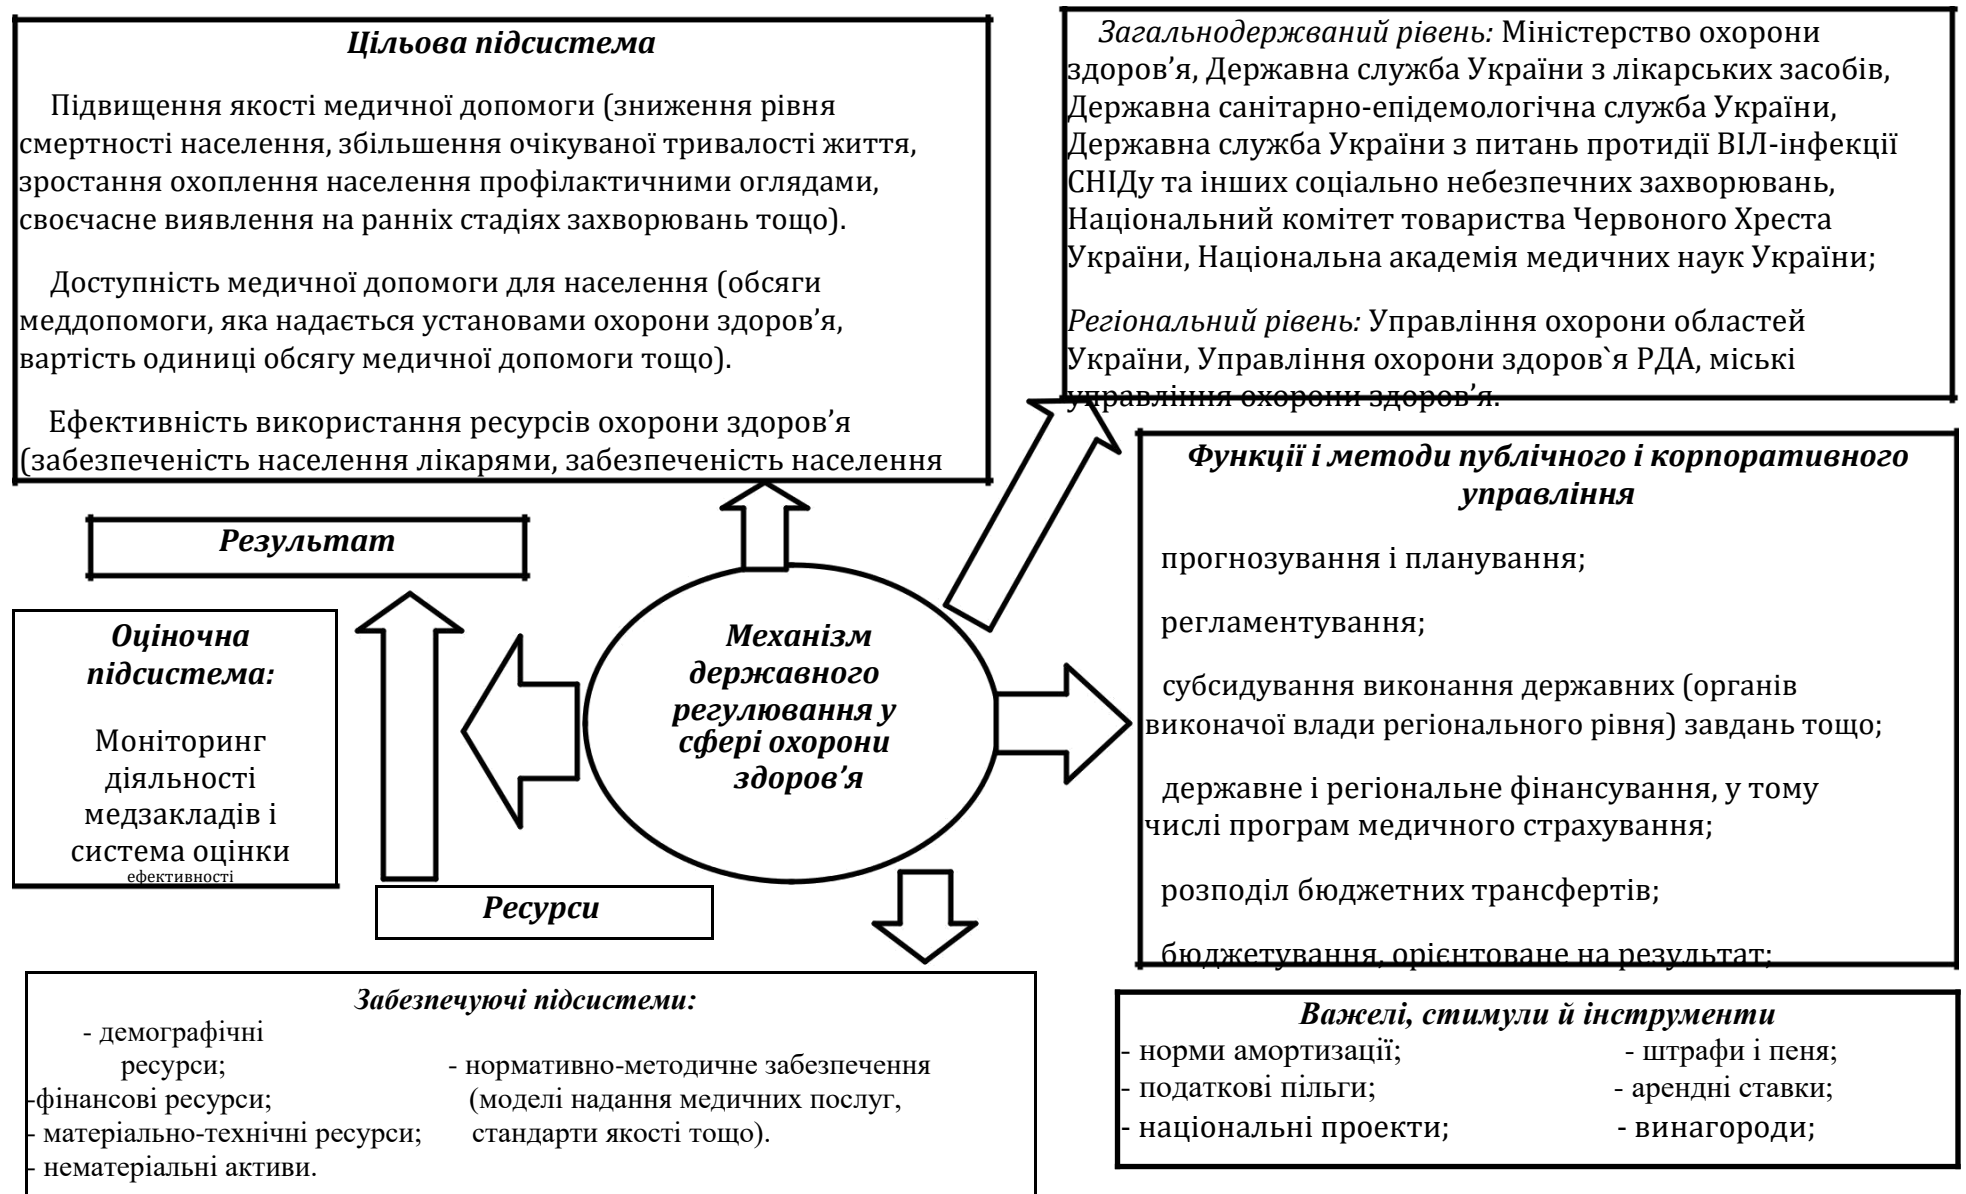 Цільова підсистема
Підвищення якості медичної допомоги (зниження рівня
смертності населення, збільшення очікуваної тривалості життя,
зростання охоплення населення профілактичними оглядами,
своєчасне виявлення на ранніх стадіях захворювань тощо).
Доступність медичної допомоги для населення (обсяги
меддопомоги, яка надається установами охорони здоров’я,
вартість одиниці обсягу медичної допомоги тощо).
Ефективність використання ресурсів охорони здоров’я
(забезпеченість населення лікарями, забезпеченість населення
Загальнодержваний рівень: Міністерство охорони
здоров’я, Державна служба України з лікарських засобів,
Державна санітарно-епідемологічна служба України,
Державна служба України з питань протидії ВІЛ-інфекції
СНІДу та інших соціально небезпечних захворювань,
Національний комітет товариства Червоного Хреста
України, Національна академія медичних наук України;
Регіональний рівень: Управління охорони областей
України, Управління охорони здоров`я РДА, міські
управління охорони здоров’я.
Функції і методи публічного і корпоративного
управління
прогнозування і планування;
регламентування;
субсидування виконання державних (органів
виконачої влади регіонального рівня) завдань тощо;
державне і регіональне фінансування, у тому
числі програм медичного страхування;
розподіл бюджетних трансфертів;
бюджетування, орієнтоване на результат;
Результат
Оціночна
підсистема:
Моніторинг
діяльності
медзакладів і
система оцінки
ефективності
Механізм
державного
регулювання у
сфері охорони
здоров’я
Ресурси
Забезпечуючі підсистеми:
- демографічні
ресурси;
-фінансові ресурси;
- матеріально-технічні ресурси;
- нематеріальні активи.
- нормативно-методичне забезпечення
(моделі надання медичних послуг,
стандарти якості тощо).
Важелі, стимули й інструменти
- норми амортизації;
- податкові пільги;
- національні проекти;
- штрафи і пеня;
- арендні ставки;
- винагороди;